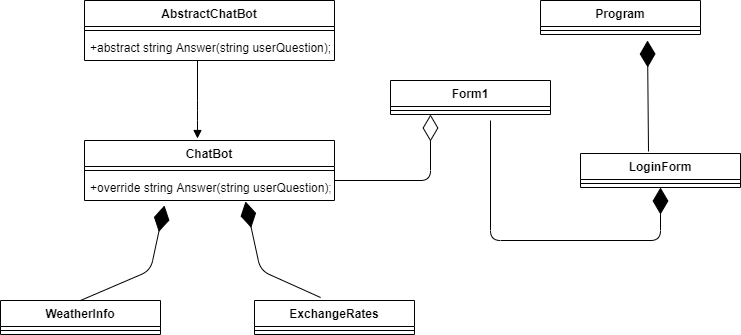 AbstractChatBot
+abstract string Answer(string userQuestion);
Program
Form1
ChatBot
+override string Answer(string userQuestion);
LoginForm
WeatherInfo
ExchangeRates